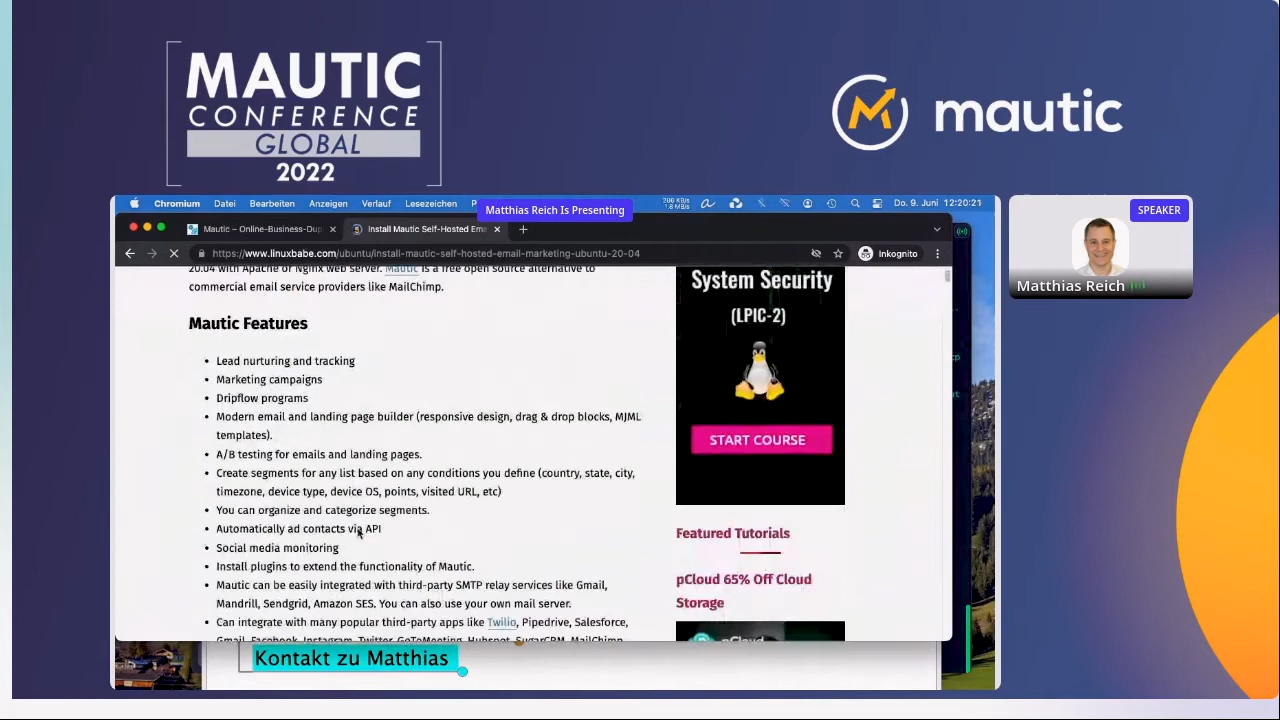 MAUTIC
CONFERENCE
GLOBAL
2022
mautic
Chromium Datei Bearbeiten Anzeigen Verlauf Lesezeichen
Matthias Reich Is Presenting
Do. 9. Juni 12:20:21
Mautic – Online-Business-Dup
Install Mautic Self-Hosted Ema
https://www.linuxbabe.com/ubuntu/install-mautic-self-hosted-email-marketing-ubuntu-20-04
Inkognito
20.04 with Apache or Nginx web server. Mautic is a free open source alternative to
commercial email service providers like MailChimp.
Mautic Features
• Lead nurturing and tracking
• Marketing campaigns
• Dripflow programs
• Modern email and landing page builder (responsive design, drag & drop blocks, MJML
templates).
• A/B testing for emails and landing pages.
• Create segments for any list based on any conditions you define (country, state, city,
timezone, device type, device OS, points, visited URL, etc)
• You can organize and categorize segments.
• Automatically ad contacts via API
• Social media monitoring
• Install plugins to extend the functionality of Mautic.
• Mautic can be easily integrated with third-party SMTP relay services like Gmail,
Mandrill, Sendgrid, Amazon SES. You can also use your own mail server.
• Can integrate with many popular third-party apps like Twilio, Pipedrive, Salesforce,
Gmail, Facebook, Instagram, Twitter, GoToMeeting, Hubspot, SugarCRM, MailChimp
System Security
(LPIC-2)
START COURSE
Featured Tutorials
pCloud 65% Off Cloud
Storage
pCloud
Kontakt zu Matthias
SPEAKER
Matthias Reich